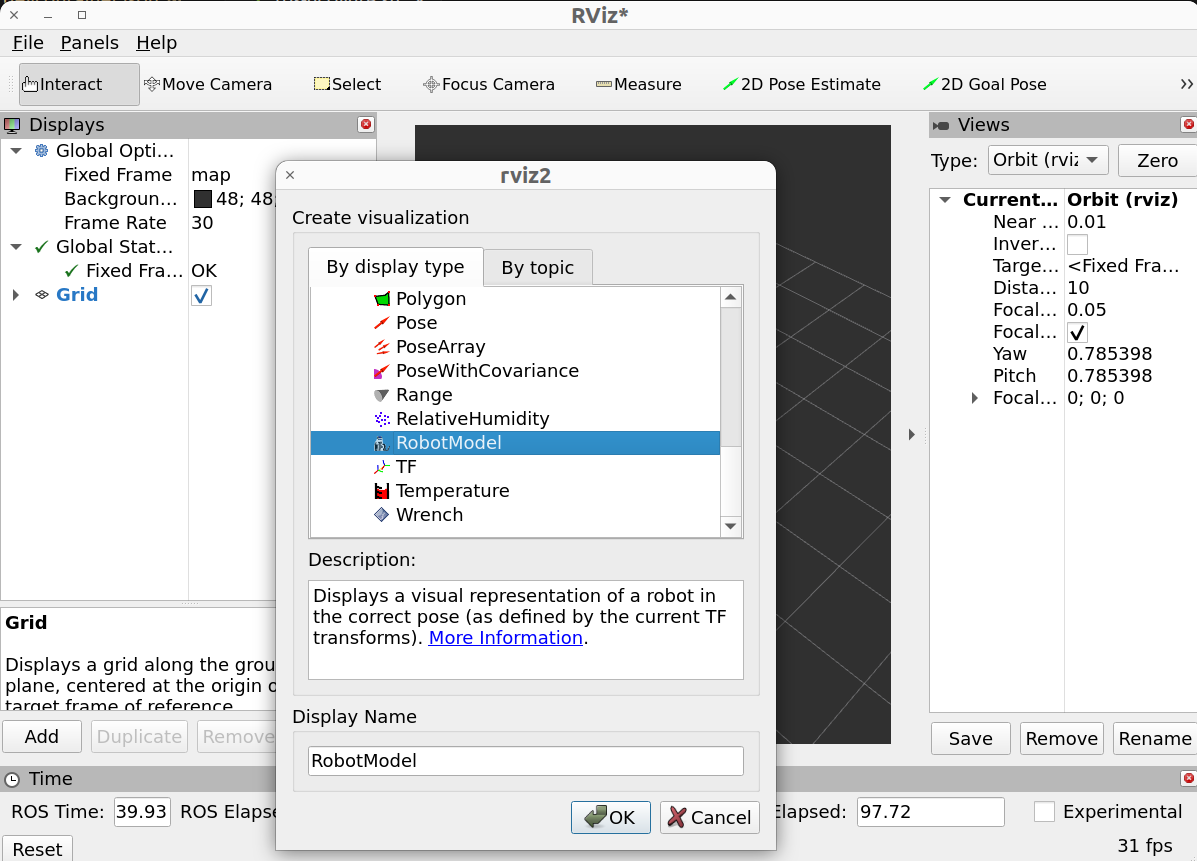 RViz*
File Panels Help
Interact Move Camera Select Focus Camera Measure 2D Pose Estimate 2D Goal Pose »
Displays
Global Opti...
Fixed Frame map
Backgroun... 48; 48;
Frame Rate 30
Global Stat...
Fixed Fra... OK
Grid
Grid
Displays a grid along the grou
plane, centered at the origin o
target frame of reference
Add Duplicate Remove
rviz2
Create visualization
By display type By topic
Polygon
Pose
PoseArray
PoseWithCovariance
Range
RelativeHumidity
RobotModel
TF
Temperature
Wrench
Description:
Displays a visual representation of a robot in
the correct pose (as defined by the current TF
transforms). More Information.
Display Name
RobotModel
OK Cancel
Views
Type: Orbit (rviz Zero
Current... Orbit (rviz)
Near ... 0.01
Inver...
Targe... <Fixed Fra...
Dista... 10
Focal... 0.05
Focal...
Yaw 0.785398
Pitch 0.785398
Focal... 0; 0; 0
Save Remove Rename
Time
ROS Time: 39.93 ROS Elapse Elapsed: 97.72 Experimental
Reset 31 fps